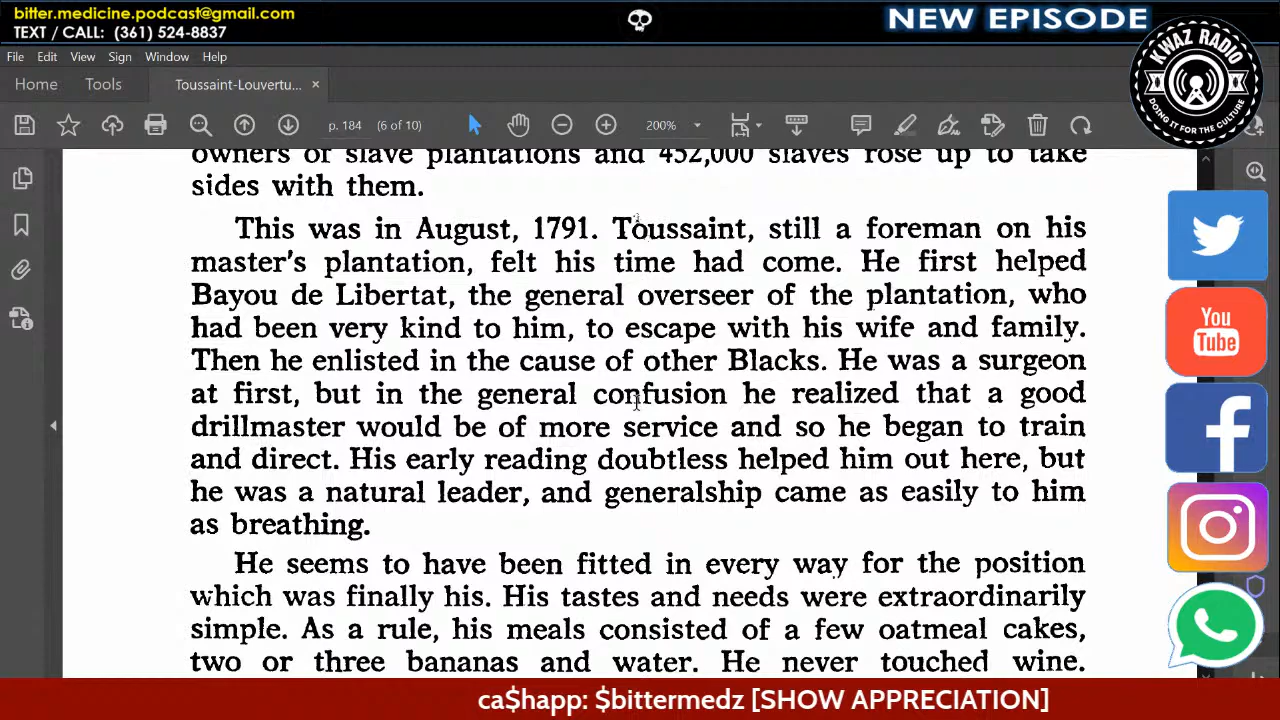 bitter.medicine.podcast@gmail.com
TEXT / CALL: (361) 524-8837
NEW EPISODE
KWAZ RADIO
DOING IT FOR THE CULTURE
File Edit View Sign Window Help
Home Tools Toussaint-Louvertu... ×
p. 184 (6 of 10) 200%
owners of slave plantations and 452,000 slaves rose up to take
sides with them.
This was in August, 1791. Toussaint, still a foreman on his
master's plantation, felt his time had come. He first helped
Bayou de Libertat, the general overseer of the plantation, who
had been very kind to him, to escape with his wife and family.
Then he enlisted in the cause of other Blacks. He was a surgeon
at first, but in the general confusion he realized that a good
drillmaster would be of more service and so he began to train
and direct. His early reading doubtless helped him out here, but
he was a natural leader, and generalship came as easily to him
as breathing.
He seems to have been fitted in every way for the position
which was finally his. His tastes and needs were extraordinarily
simple. As a rule, his meals consisted of a few oatmeal cakes,
two or three bananas and water. He never touched wine.
You
Tube
ca$happ: $bittermedz [SHOW APPRECIATION]